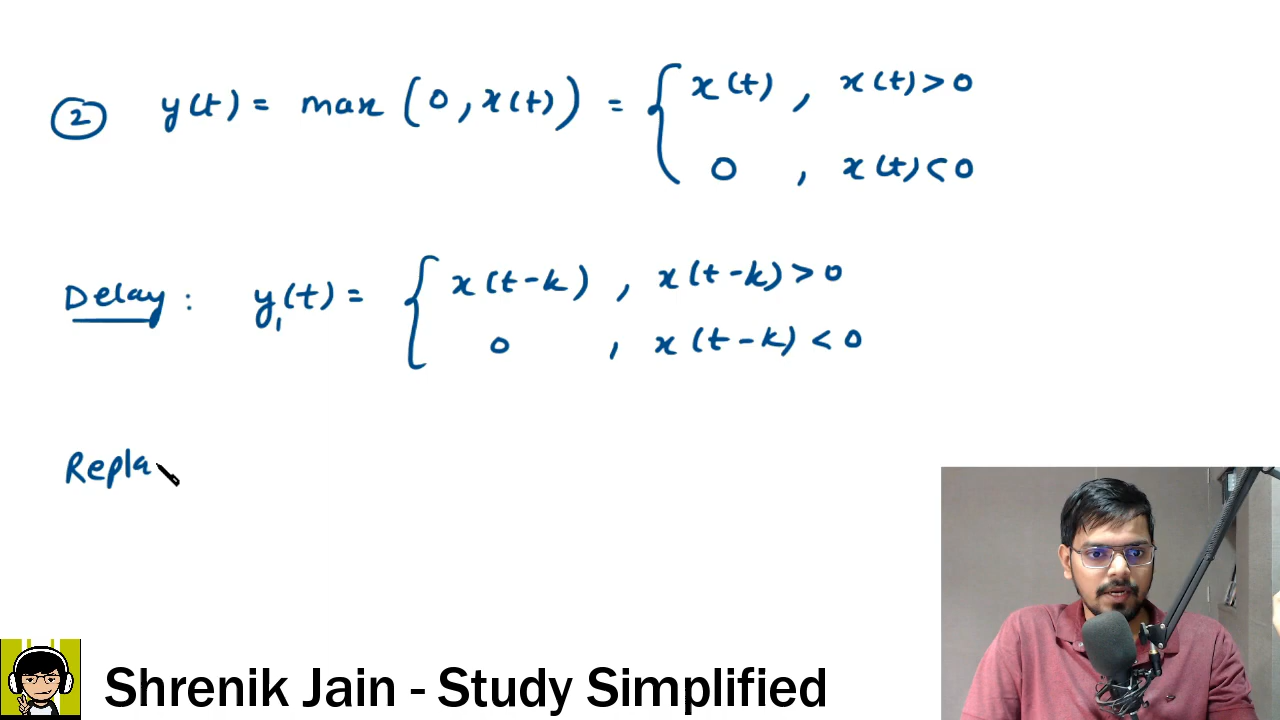 ② y(t) = max (0, x(t)) = { x(t) , x(t) > 0
0 , x(t) < 0
Delay : y₁(t) = { x(t-k) , x(t-k) > 0
0 , x(t-k) < 0
Repla
Shrenik Jain - Study Simplified